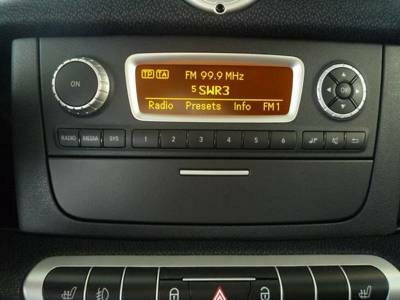 TP TA FM 99.9 MHz
5 SWR3
Radio Presets Info FM1
ON
OK
RADIO MEDIA SYS 1 2 3 4 5 6